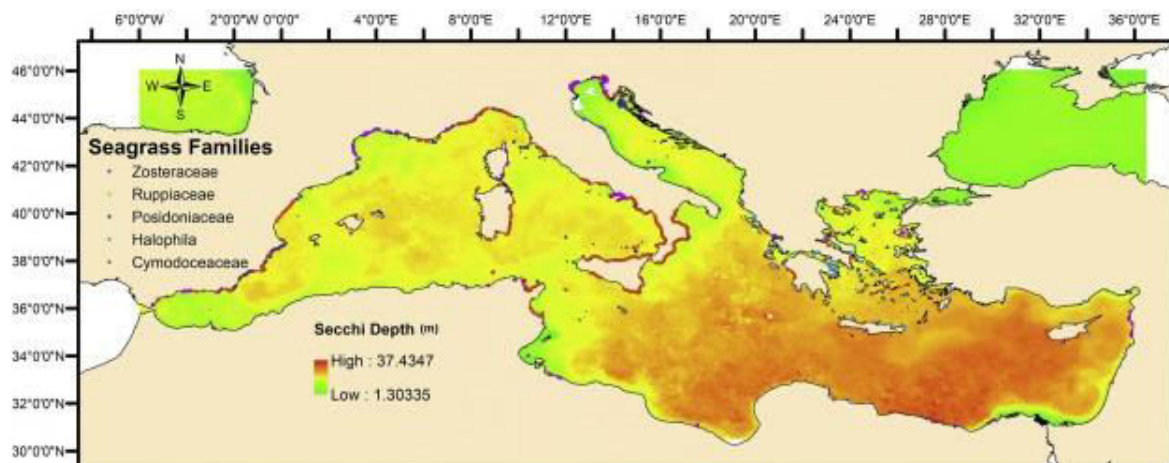 6°0'0"W 2°0'0"W 0°0'0" 4°0'0"E 8°0'0"E 12°0'0"E 16°0'0"E 20°0'0"E 24°0'0"E 28°0'0"E 32°0'0"E 36°0'0"E
46°0'0"N
44°0'0"N
42°0'0"N
40°0'0"N
38°0'0"N
36°0'0"N
34°0'0"N
32°0'0"N
30°0'0"N
N
W E
S
Seagrass Families
Zosteraceae
Ruppiaceae
Posidoniaceae
Halophila
Cymodoceaceae
Secchi Depth (m)
High : 37.4347
Low : 1.30335